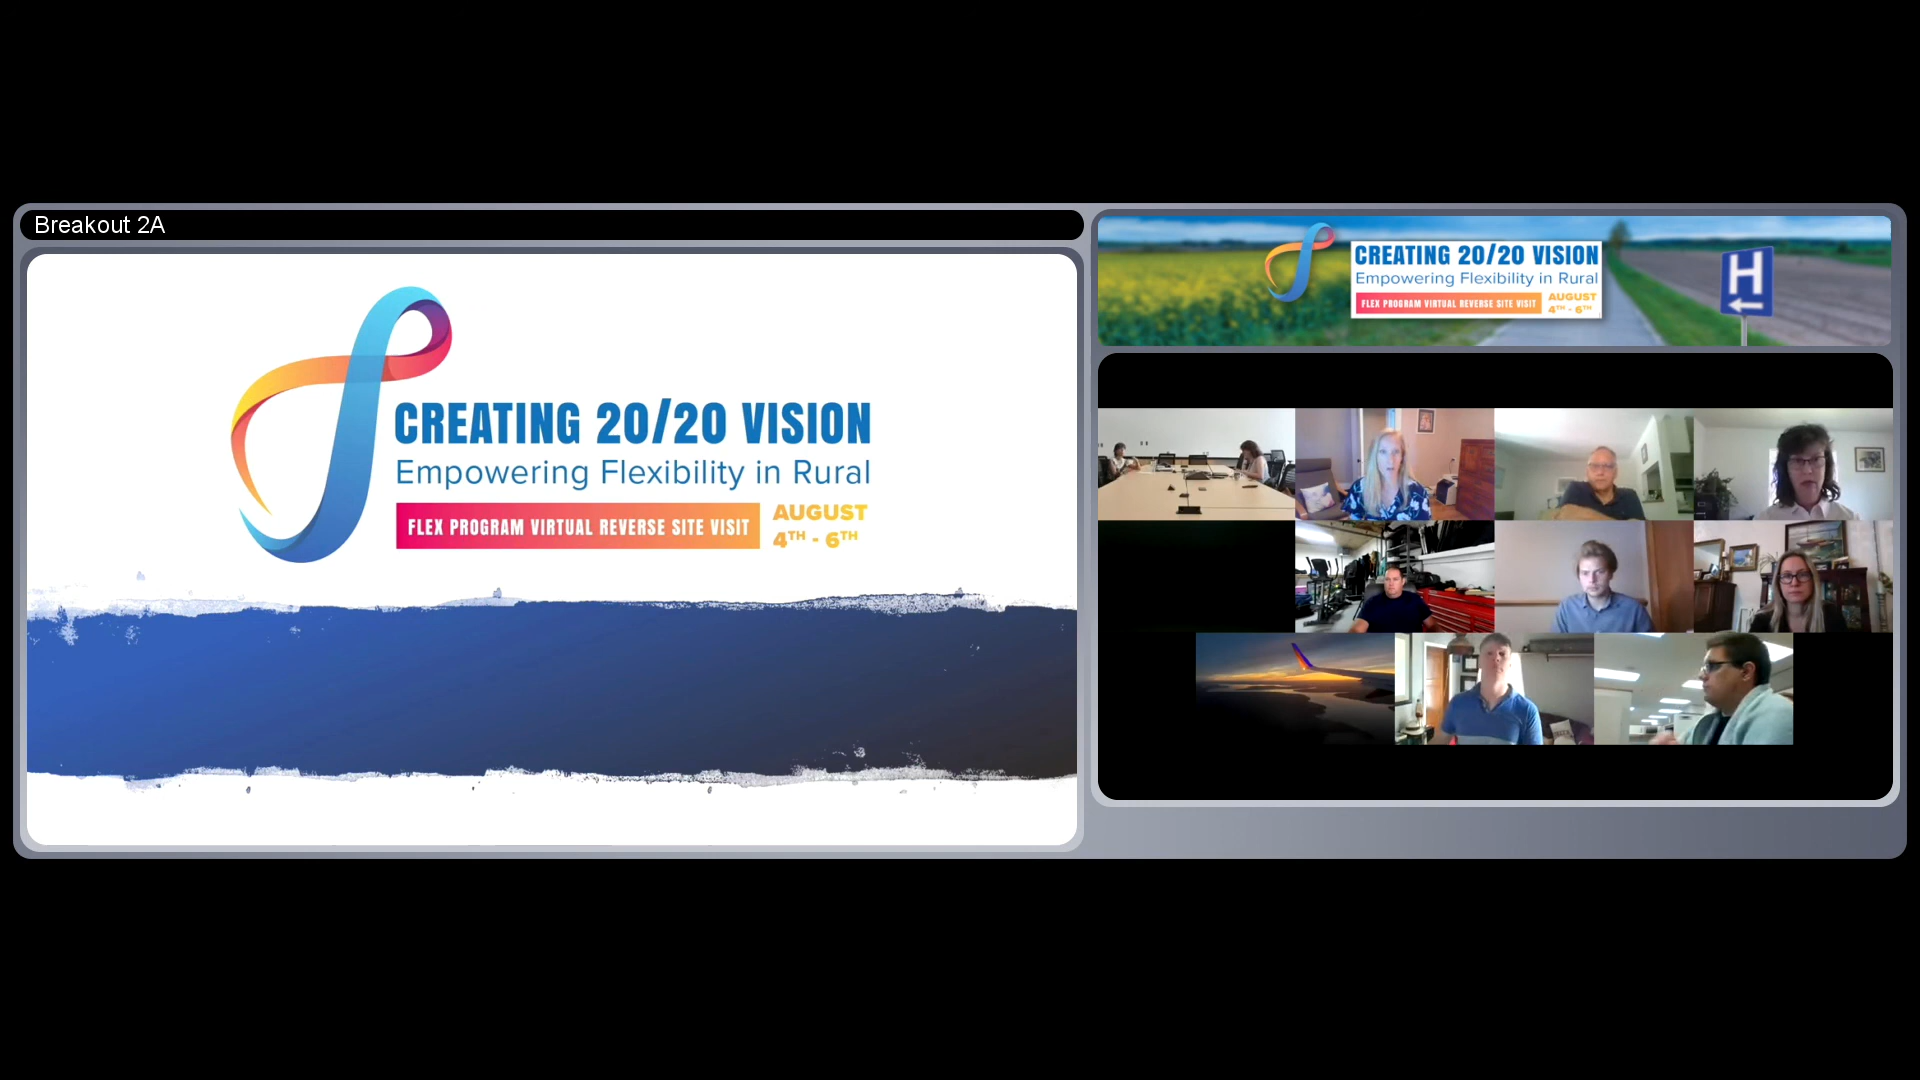 Breakout 2A
CREATING 20/20 VISION
Empowering Flexibility in Rural
FLEX PROGRAM VIRTUAL REVERSE SITE VISIT
AUGUST
4TH - 6TH
CREATING 20/20 VISION
Empowering Flexibility in Rural
FLEX PROGRAM VIRTUAL REVERSE SITE VISIT
AUGUST
4TH - 6TH
H